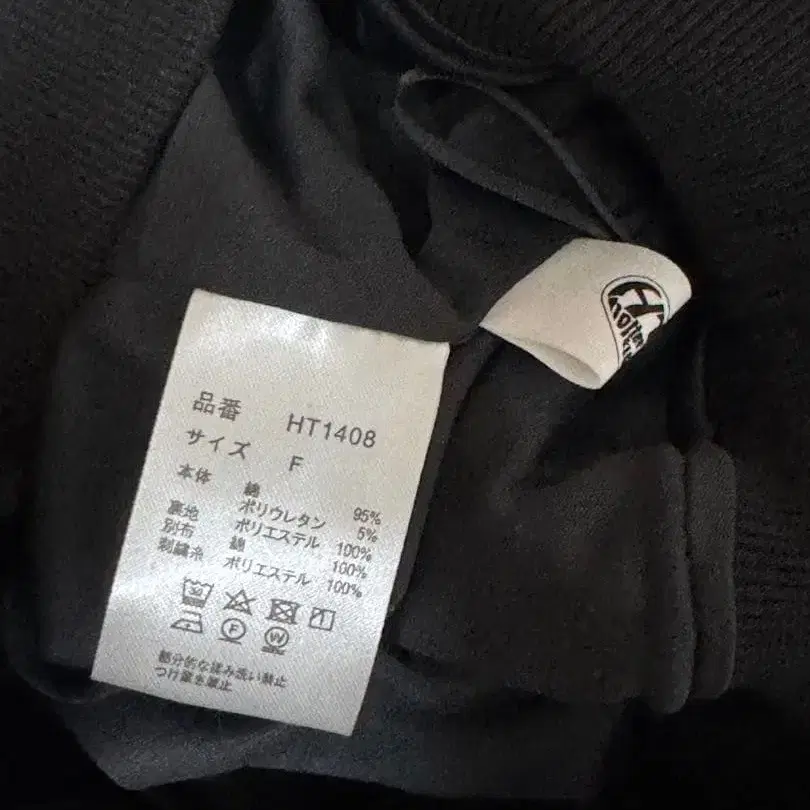 品番 HT1408
サイズ F
本体 綿 95%
ポリウレタン 5%
裏地 ポリエステル 100%
別布 綿 100%
刺繍糸 ポリエステル 100%
F W
部分的な揉み洗い禁止
つけ置き禁止